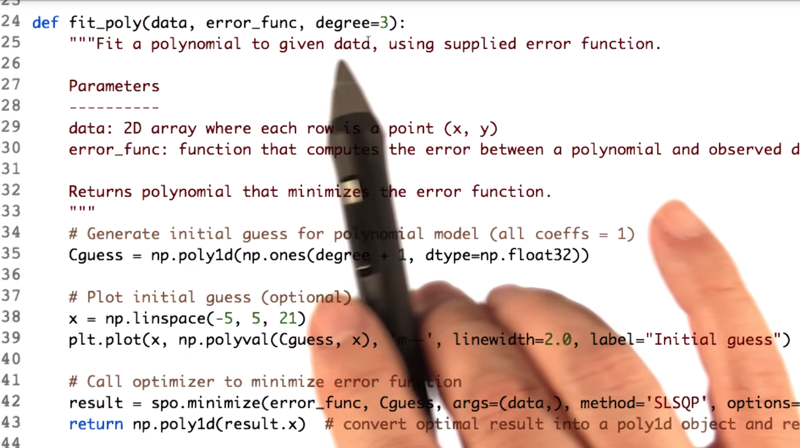 24 def fit_poly(data, error_func, degree=3):
25 """Fit a polynomial to given data, using supplied error function.
26
27 Parameters
28 ----------
29 data: 2D array where each row is a point (x, y)
30 error_func: function that computes the error between a polynomial and observed d
31
32 Returns polynomial that minimizes the error function.
33 """
34 # Generate initial guess for polynomial model (all coeffs = 1)
35 Cguess = np.poly1d(np.ones(degree + 1, dtype=np.float32))
36
37 # Plot initial guess (optional)
38 x = np.linspace(-5, 5, 21)
39 plt.plot(x, np.polyval(Cguess, x), 'm--', linewidth=2.0, label="Initial guess")
40
41 # Call optimizer to minimize error function
42 result = spo.minimize(error_func, Cguess, args=(data,), method='SLSQP', options=
43 return np.poly1d(result.x) # convert optimal result into a poly1d object and re
44